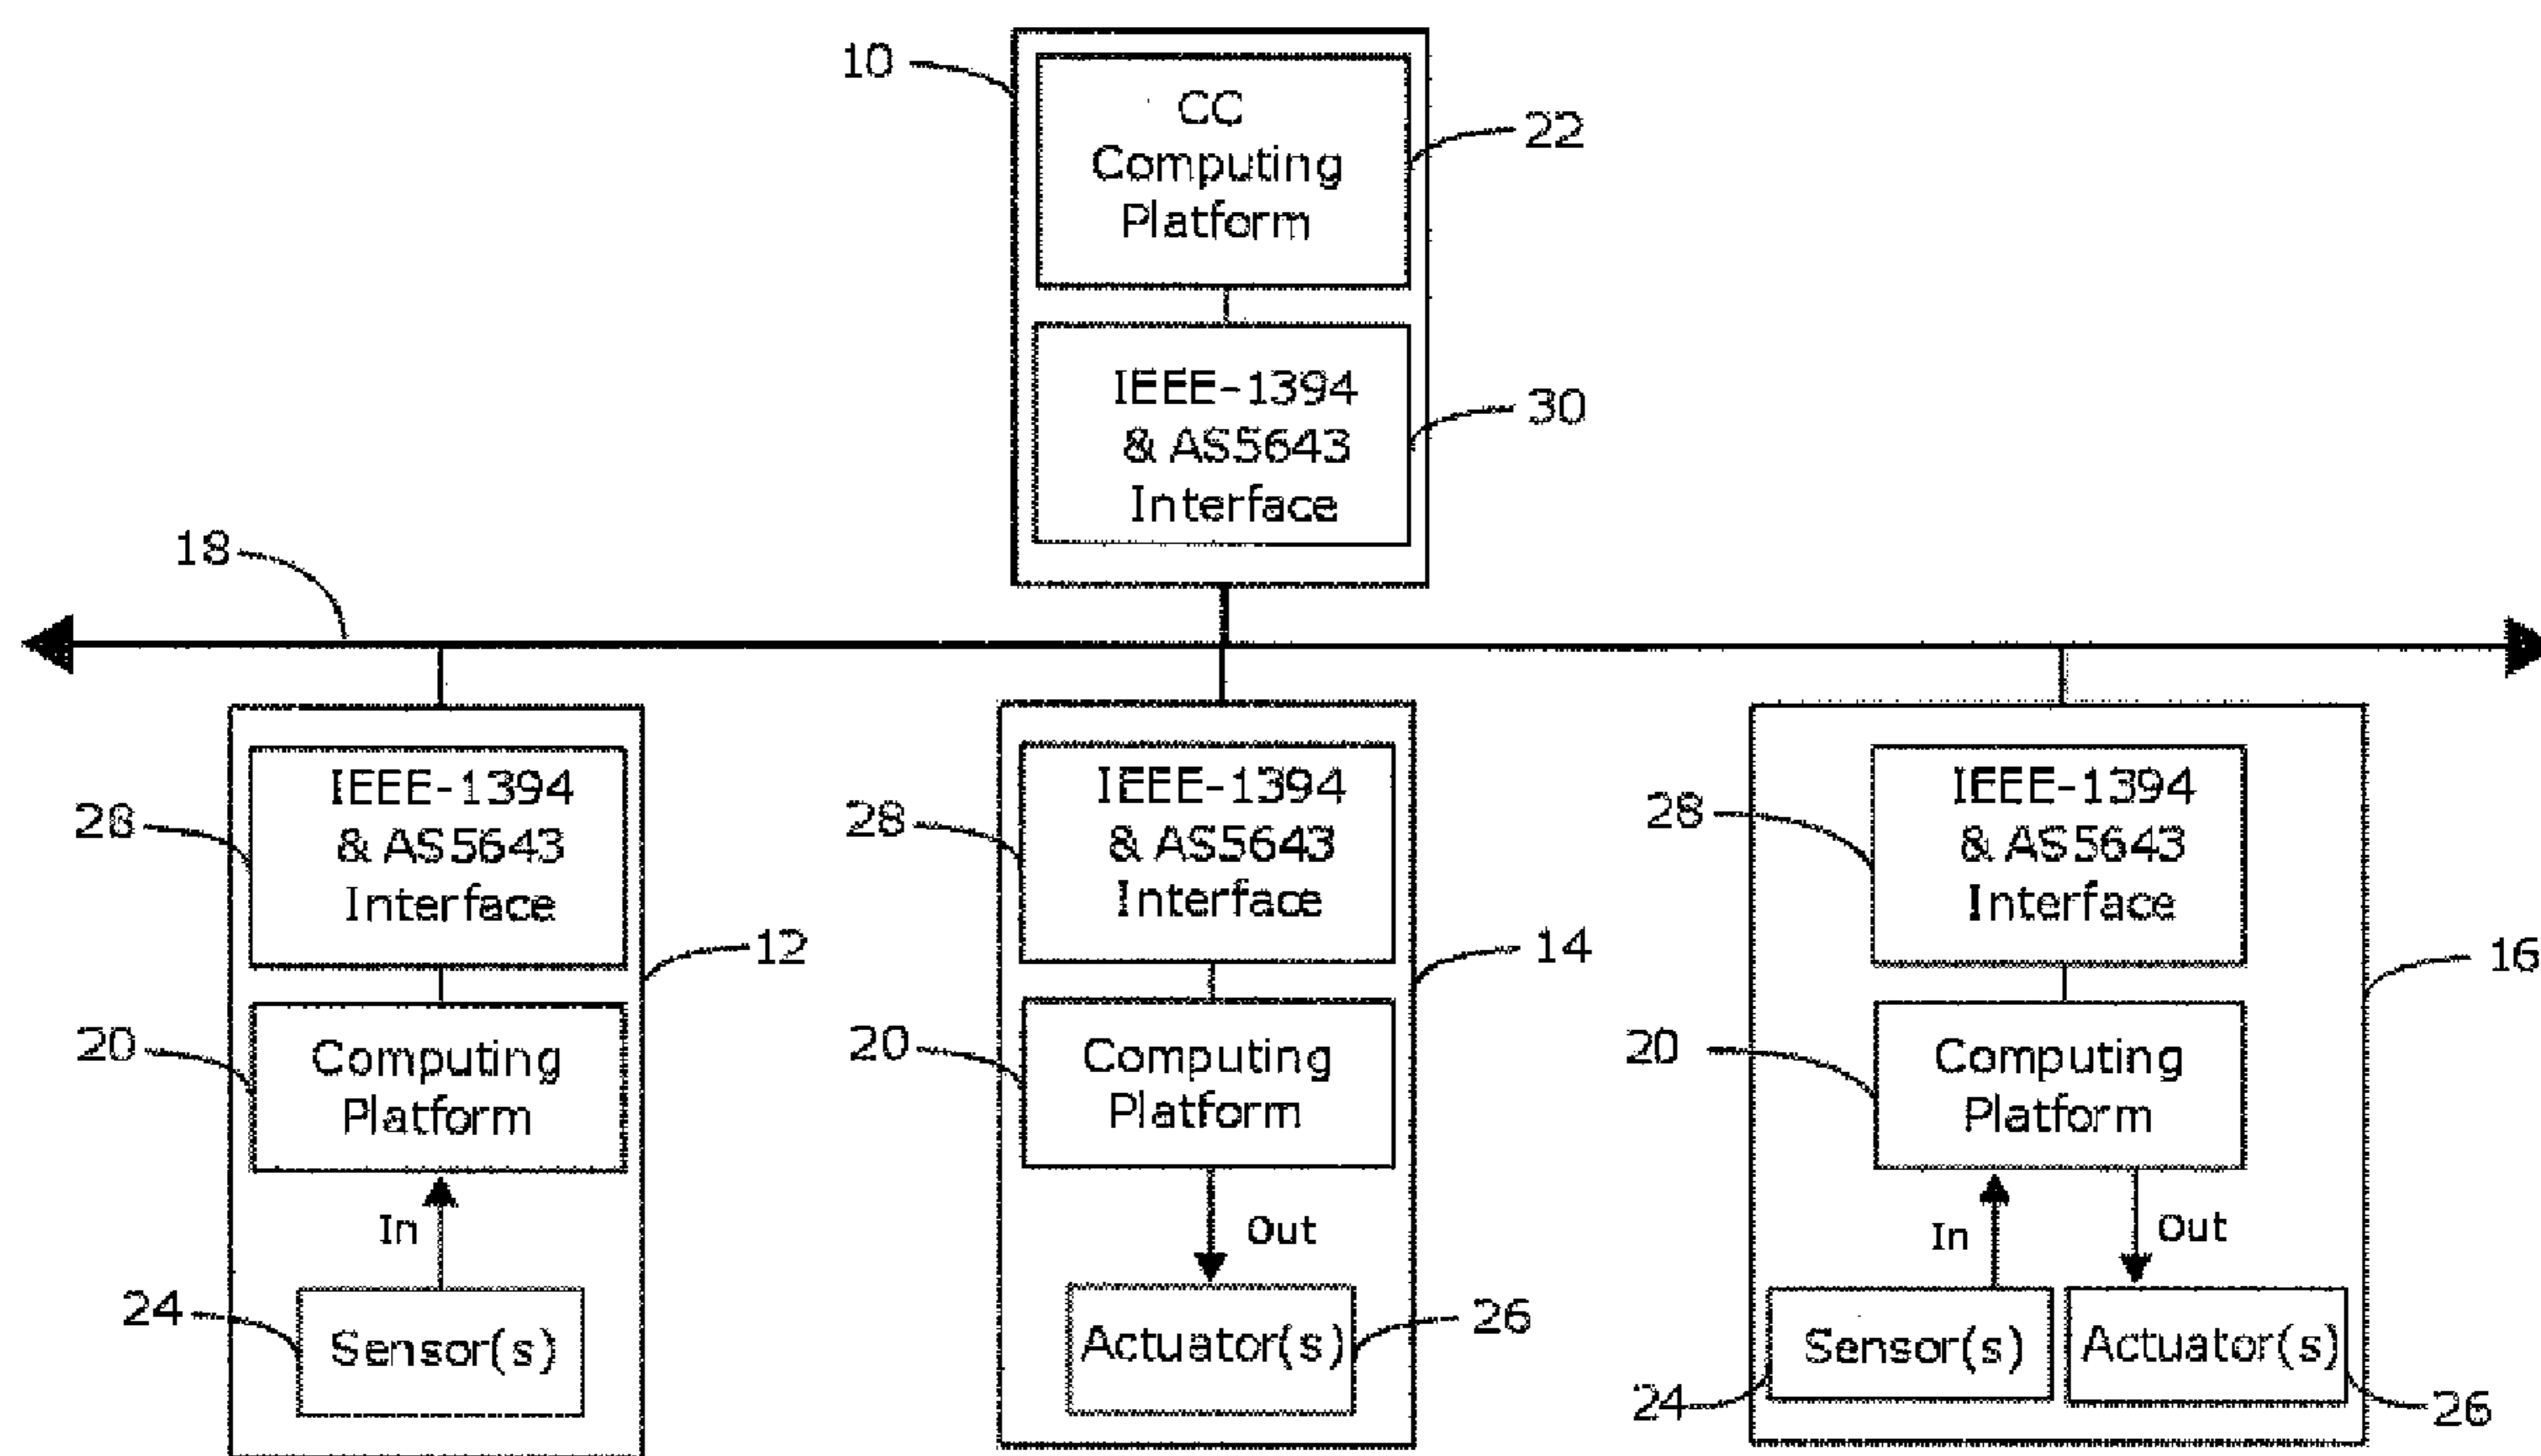 10
CC
Computing
Platform
22
IEEE-1394
& AS5643
Interface
30
18
IEEE-1394
& AS5643
Interface
28
12
Computing
Platform
20
In
Sensor(s)
24
IEEE-1394
& AS5643
Interface
28
14
Computing
Platform
20
Out
Actuator(s)
26
IEEE-1394
& AS5643
Interface
28
16
Computing
Platform
20
In
Out
Sensor(s)
Actuator(s)
24
26